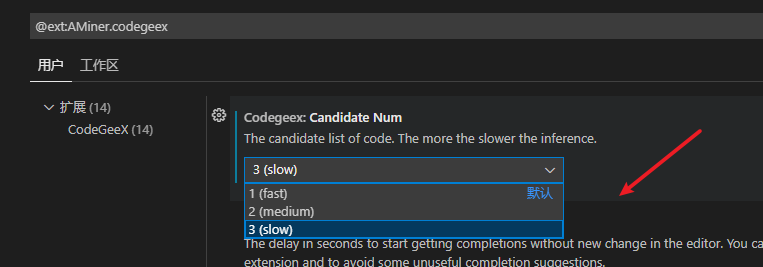 @ext:AMiner.codegeex
用户 工作区
扩展 (14)
CodeGeeX (14)
Codegeex: Candidate Num
The candidate list of code. The more the slower the inference.
3 (slow)
1 (fast) 默认
2 (medium)
3 (slow)
The delay in seconds to start getting completions without new change in the editor. You ca
extension and to avoid some unuseful completion suggestions.